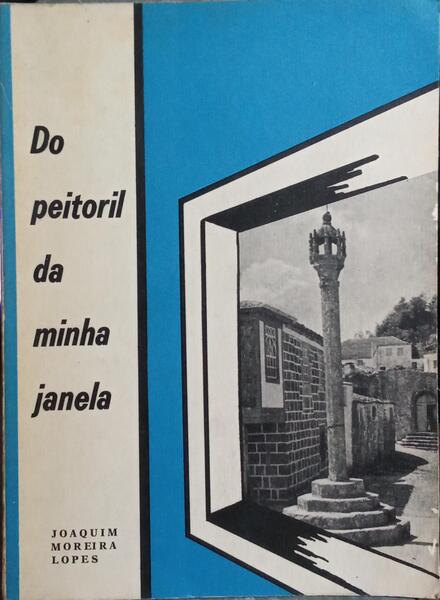 Do
peitoril
da
minha
janela
JOAQUIM
MOREIRA
LOPES